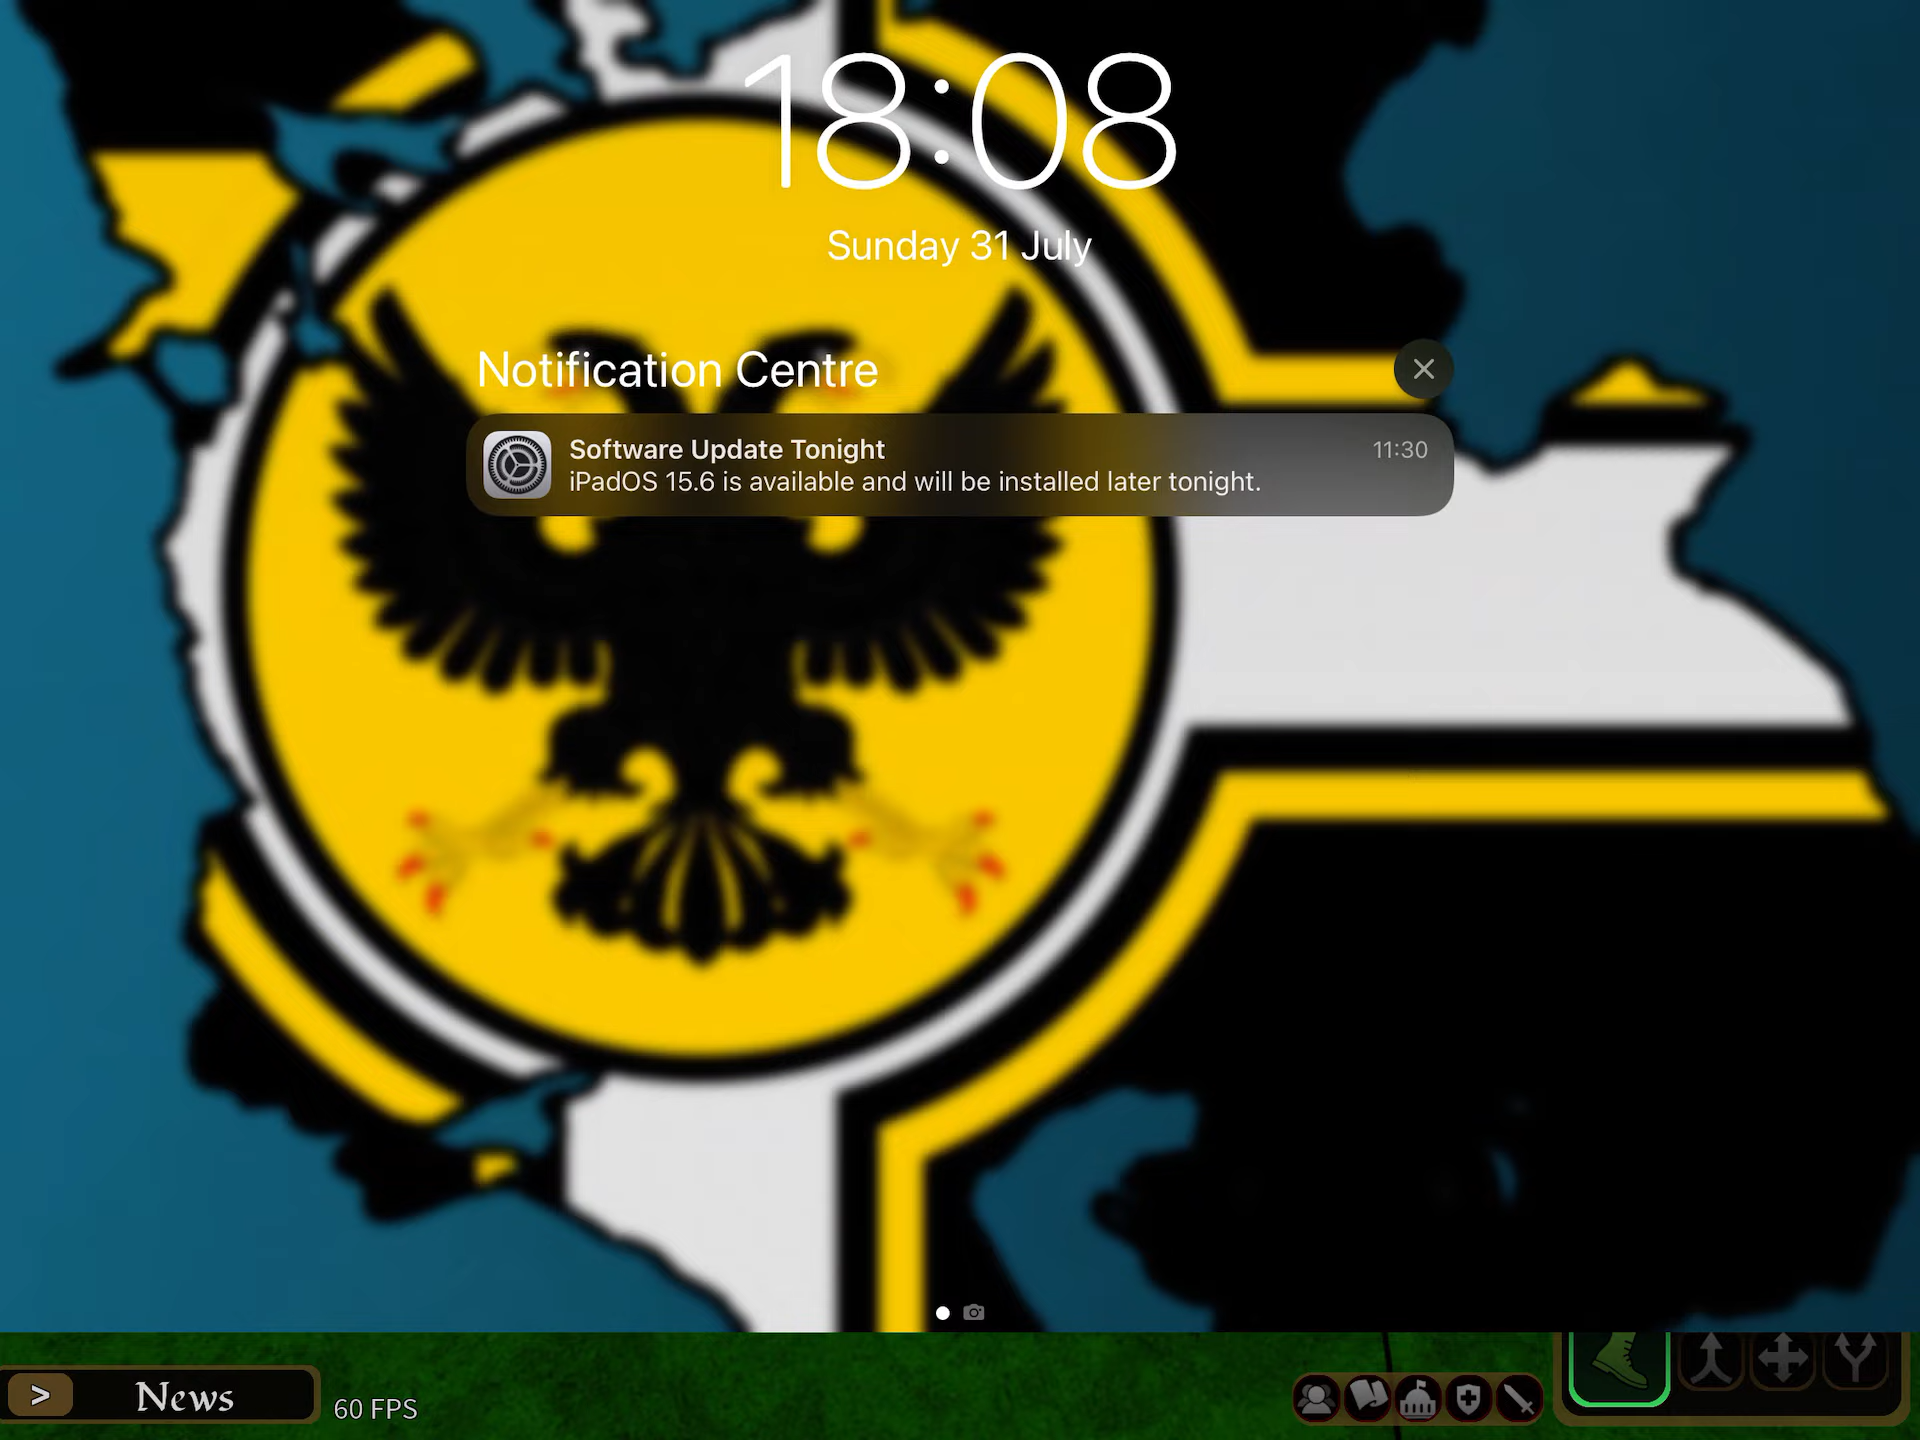 18:08
Sunday 31 July
Notification Centre
Software Update Tonight
11:30
iPadOS 15.6 is available and will be installed later tonight.
> News
60 FPS